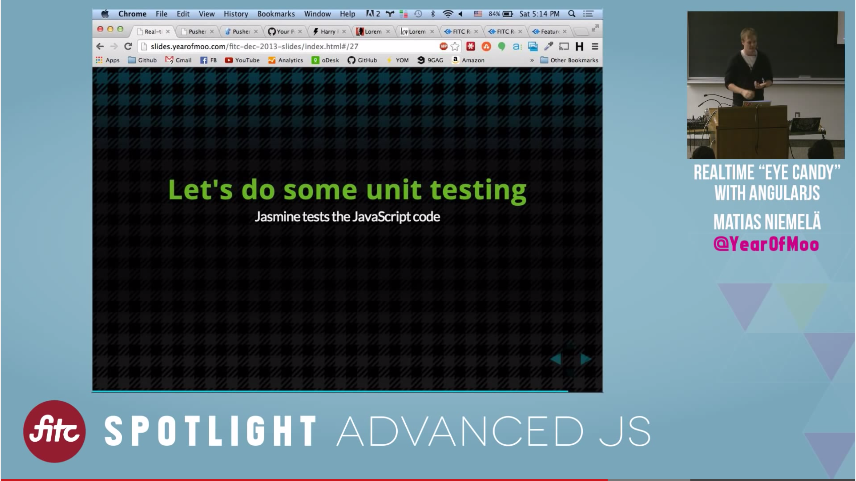 Chrome File Edit View History Bookmarks Window Help 2 84% Sat 5:14 PM
Real-t Pusher Pusher Your P Harry Lorem Lorem FITC R FITC R Featur
slides.yearofmoo.com/fitc-dec-2013-slides/index.html#/27
Apps Github Gmail FB YouTube Analytics oDesk GitHub YOM 9GAG Amazon » Other Bookmarks
Let's do some unit testing
Jasmine tests the JavaScript code
REALTIME “EYE CANDY”
WITH ANGULARJS
MATIAS NIEMELÄ
@YearOfMoo
fitc SPOTLIGHT ADVANCED JS